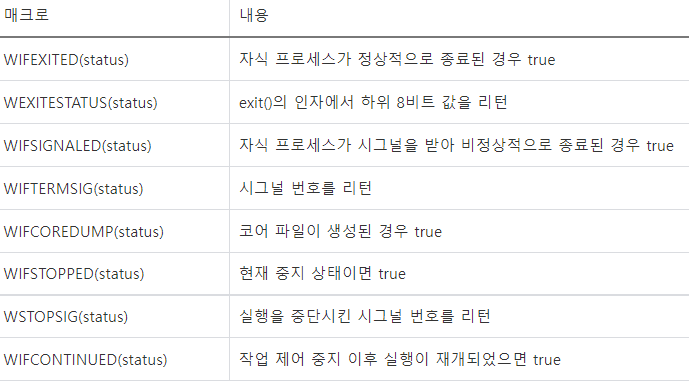 매크로 내용
WIFEXITED(status) 자식 프로세스가 정상적으로 종료된 경우 true
WEXITESTATUS(status) exit()의 인자에서 하위 8비트 값을 리턴
WIFSIGNALED(status) 자식 프로세스가 시그널을 받아 비정상적으로 종료된 경우 true
WIFTERMSIG(status) 시그널 번호를 리턴
WIFCOREDUMP(status) 코어 파일이 생성된 경우 true
WIFSTOPPED(status) 현재 중지 상태이면 true
WSTOPSIG(status) 실행을 중단시킨 시그널 번호를 리턴
WIFCONTINUED(status) 작업 제어 중지 이후 실행이 재개되었으면 true